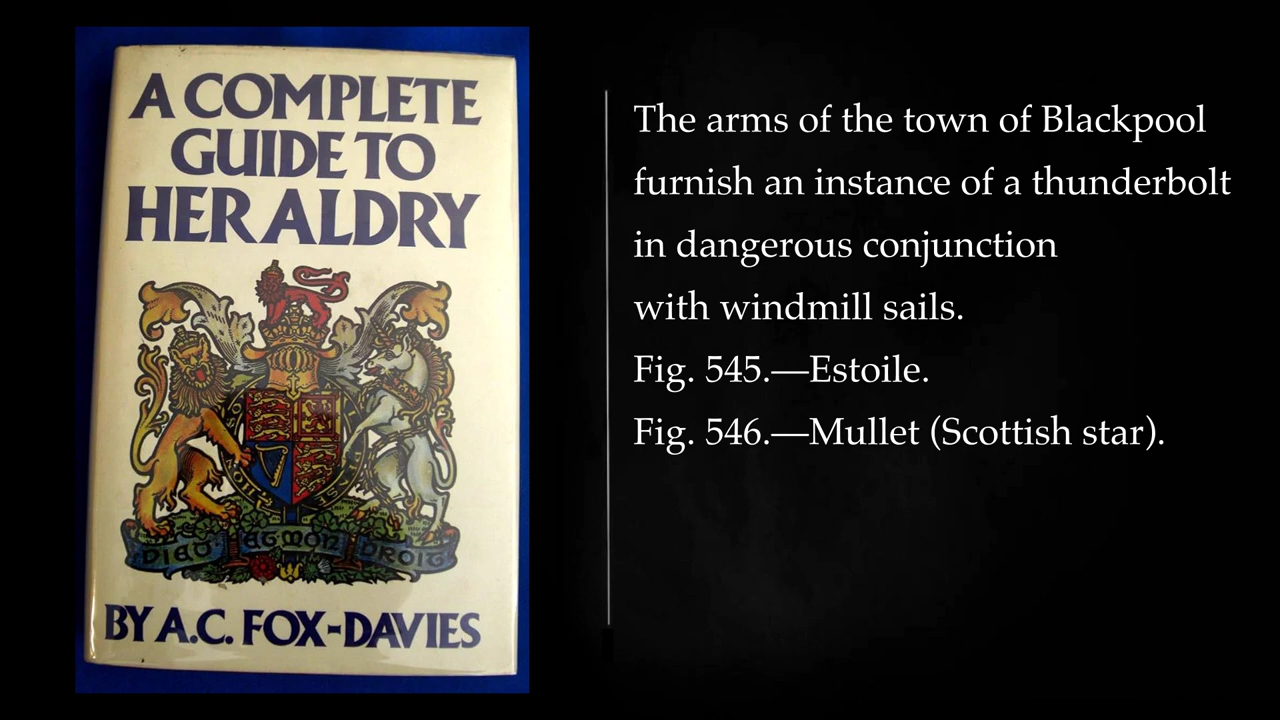 A COMPLETE
GUIDE TO
HERALDRY
DIEU ET MON DROIT
BY A.C. FOX-DAVIES
The arms of the town of Blackpool
furnish an instance of a thunderbolt
in dangerous conjunction
with windmill sails.
Fig. 545.—Estoile.
Fig. 546.—Mullet (Scottish star).